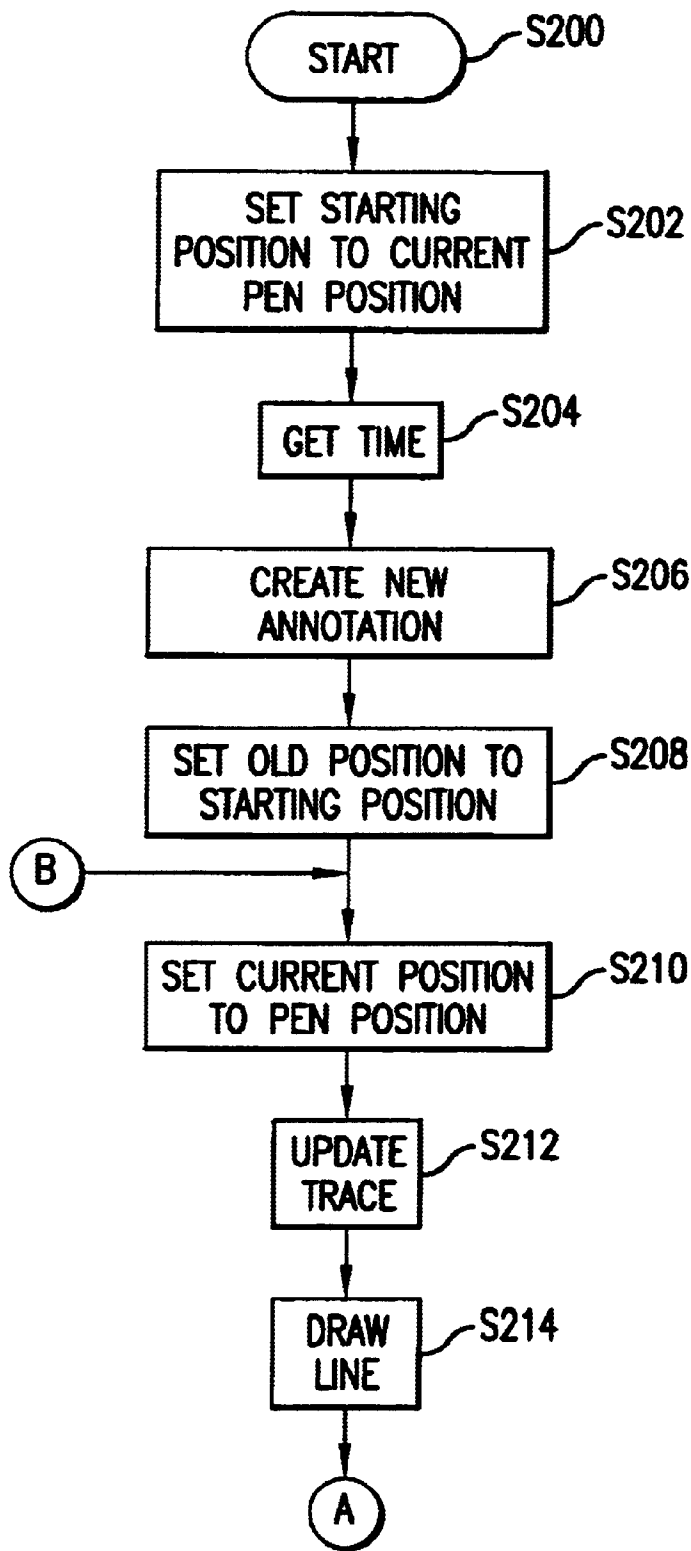 START
S200
SET STARTING
POSITION TO CURRENT
PEN POSITION
S202
GET TIME
S204
CREATE NEW
ANNOTATION
S206
SET OLD POSITION TO
STARTING POSITION
S208
B
SET CURRENT POSITION
TO PEN POSITION
S210
UPDATE
TRACE
S212
DRAW
LINE
S214
A